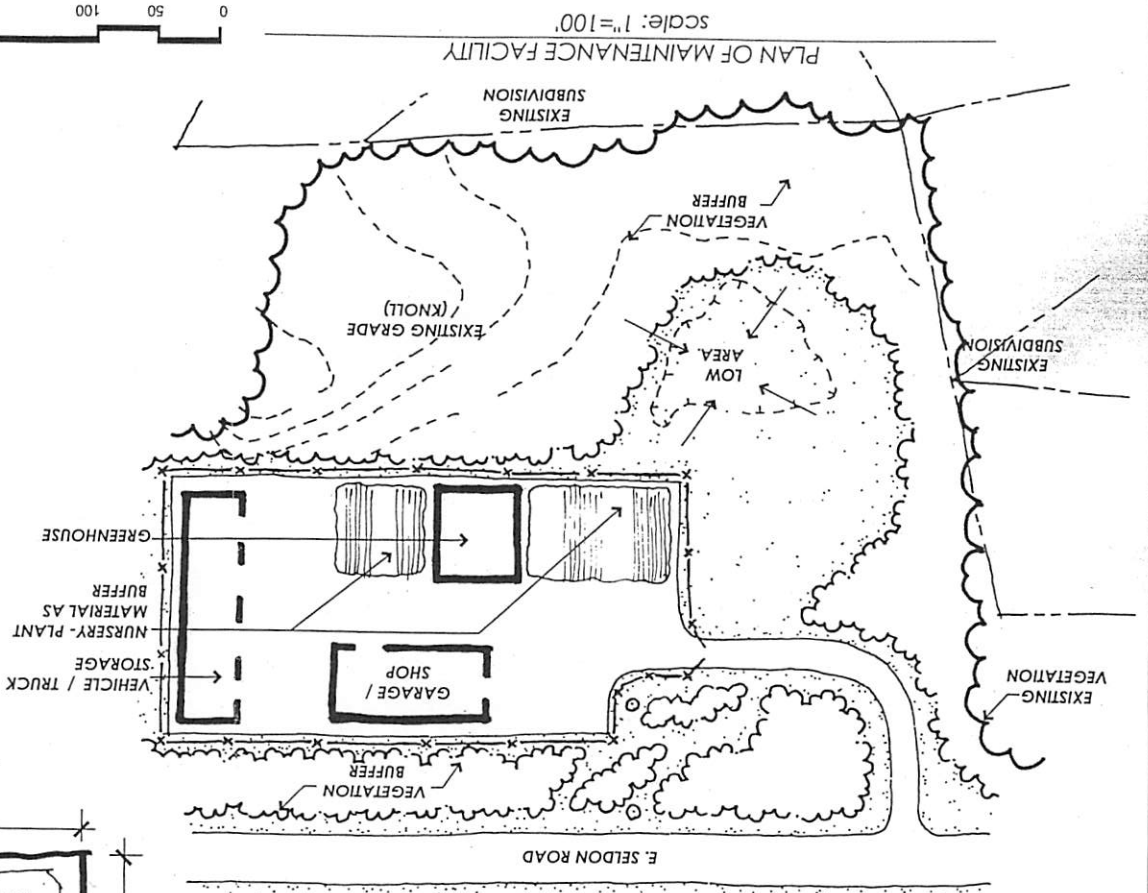 E. SELDON ROAD
VEGETATION
BUFFER
EXISTING
VEGETATION
GARAGE /
SHOP
VEHICLE / TRUCK
STORAGE
NURSERY- PLANT
MATERIAL AS
BUFFER
GREENHOUSE
EXISTING
SUBDIVISION
LOW
AREA
EXISTING GRADE
(KNOLL)
VEGETATION
BUFFER
EXISTING
SUBDIVISION
PLAN OF MAINTENANCE FACILITY
scale: 1"=100'
0 50 100